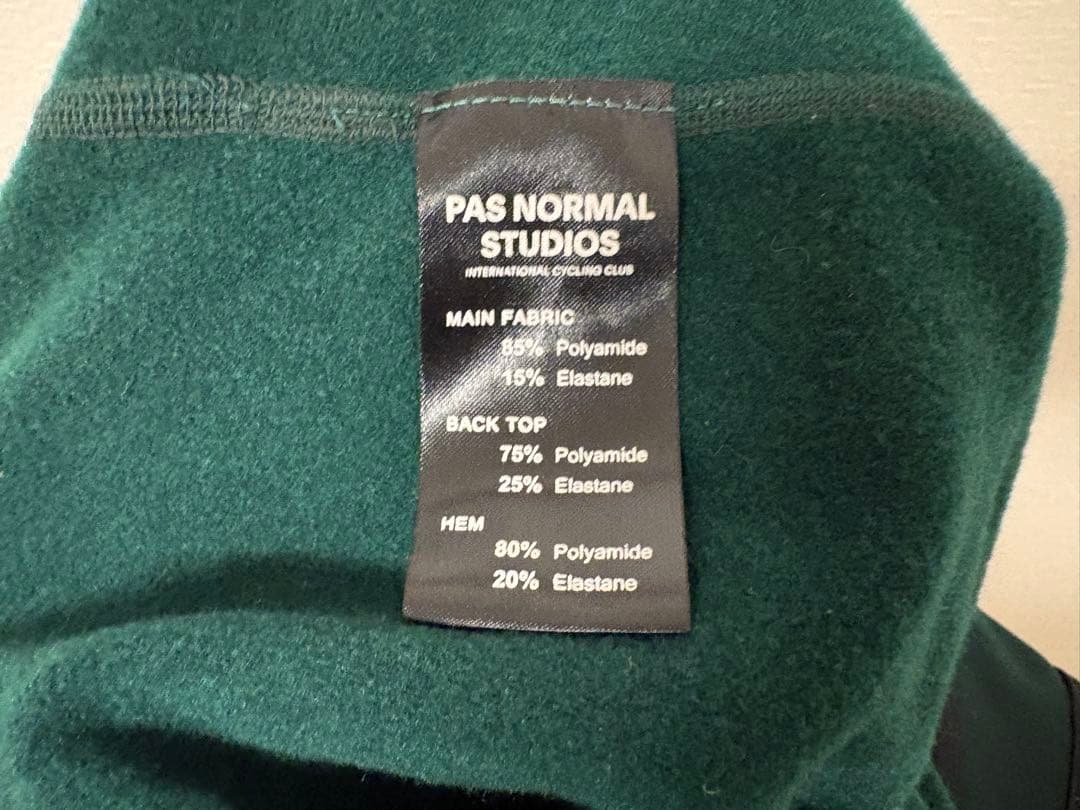 PAS NORMAL
STUDIOS
INTERNATIONAL CYCLING CLUB
MAIN FABRIC
85% Polyamide
15% Elastane
BACK TOP
75% Polyamide
25% Elastane
HEM
80% Polyamide
20% Elastane